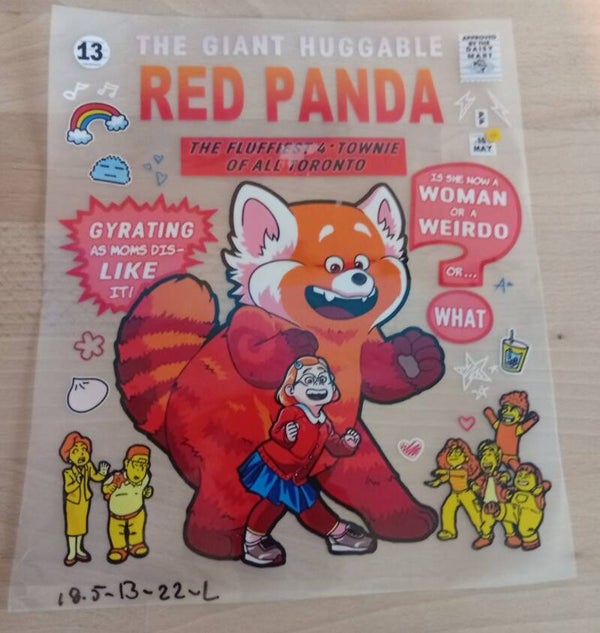 13
THE GIANT HUGGABLE
RED PANDA
APPROVED
BY THE
DAISY
MART
THE FLUFFIEST 4★TOWNIE
OF ALL TORONTO
MAY
GYRATING
AS MOMS DIS-
LIKE
IT!
IS SHE NOW A
WOMAN
OR A
WEIRDO
OR...
WHAT
A+
18.5-13-22-L